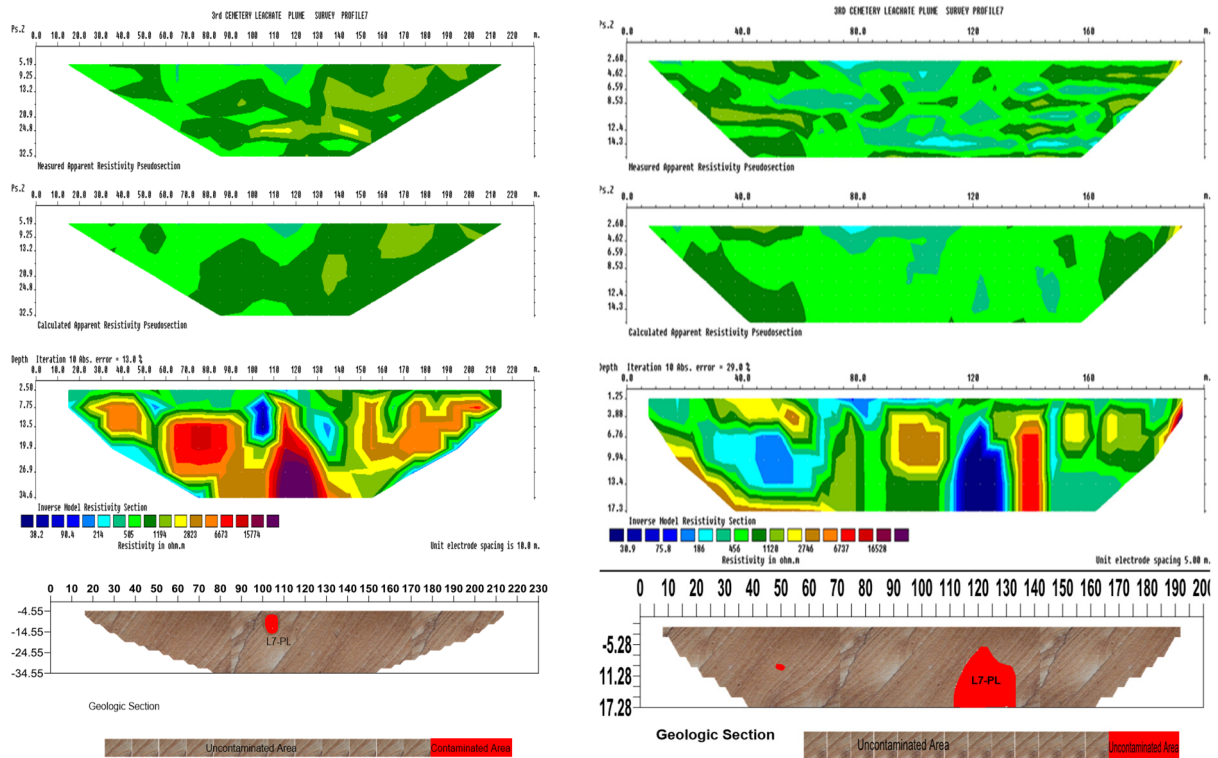 3rd CEMETERY LEACHATE PLUME SURVEY PROFILE7
Ps.Z 0.0 10.0 20.0 30.0 40.0 50.0 60.0 70.0 80.0 90.0 100 110 120 130 140 150 160 170 180 190 200 210 220 m.
5.19
9.25
13.2
20.9
24.8
32.5
Measured Apparent Resistivity Pseudosection
Ps.Z 0.0 10.0 20.0 30.0 40.0 50.0 60.0 70.0 80.0 90.0 100 110 120 130 140 150 160 170 180 190 200 210 220 m.
5.19
9.25
13.2
20.9
24.8
32.5
Calculated Apparent Resistivity Pseudosection
Depth Iteration 10 Abs. error = 13.0 %
0.0 10.0 20.0 30.0 40.0 50.0 60.0 70.0 80.0 90.0 100 110 120 130 140 150 160 170 180 190 200 210 220 m.
2.50
7.75
13.4
19.9
26.9
34.6
Inverse Model Resistivity Section
38.2 90.4 214 505 1194 2823 6673 15774
Resistivity in ohm.m
Unit electrode spacing is 10.0 m.
0 10 20 30 40 50 60 70 80 90 100 110 120 130 140 150 160 170 180 190 200 210 220 230
-4.55
-14.55
-24.55
-34.55
L7-PL
Geologic Section
Uncontaminated Area Contaminated Area
3RD CEMETERY LEACHATE PLUME SURVEY PROFILE7
Ps.Z
0.0 40.0 80.0 120 160 m.
2.60
4.62
6.59
8.53
12.4
14.3
Measured Apparent Resistivity Pseudosection
Ps.Z
0.0 40.0 80.0 120 160 m.
2.60
4.62
6.59
8.53
12.4
14.3
Calculated Apparent Resistivity Pseudosection
Depth Iteration 10 Abs. error = 29.0 %
0.0 40.0 80.0 120 160 m.
1.25
3.88
6.76
9.94
13.4
17.3
Inverse Model Resistivity Section
30.9 75.8 186 456 1120 2746 6737 16528
Resistivity in ohm.m
Unit electrode spacing 5.00 m.
0 10 20 30 40 50 60 70 80 90 100 110 120 130 140 150 160 170 180 190 200
-5.28
11.28
17.28
L7-PL
Geologic Section
Uncontaminated Area Uncontaminated Area